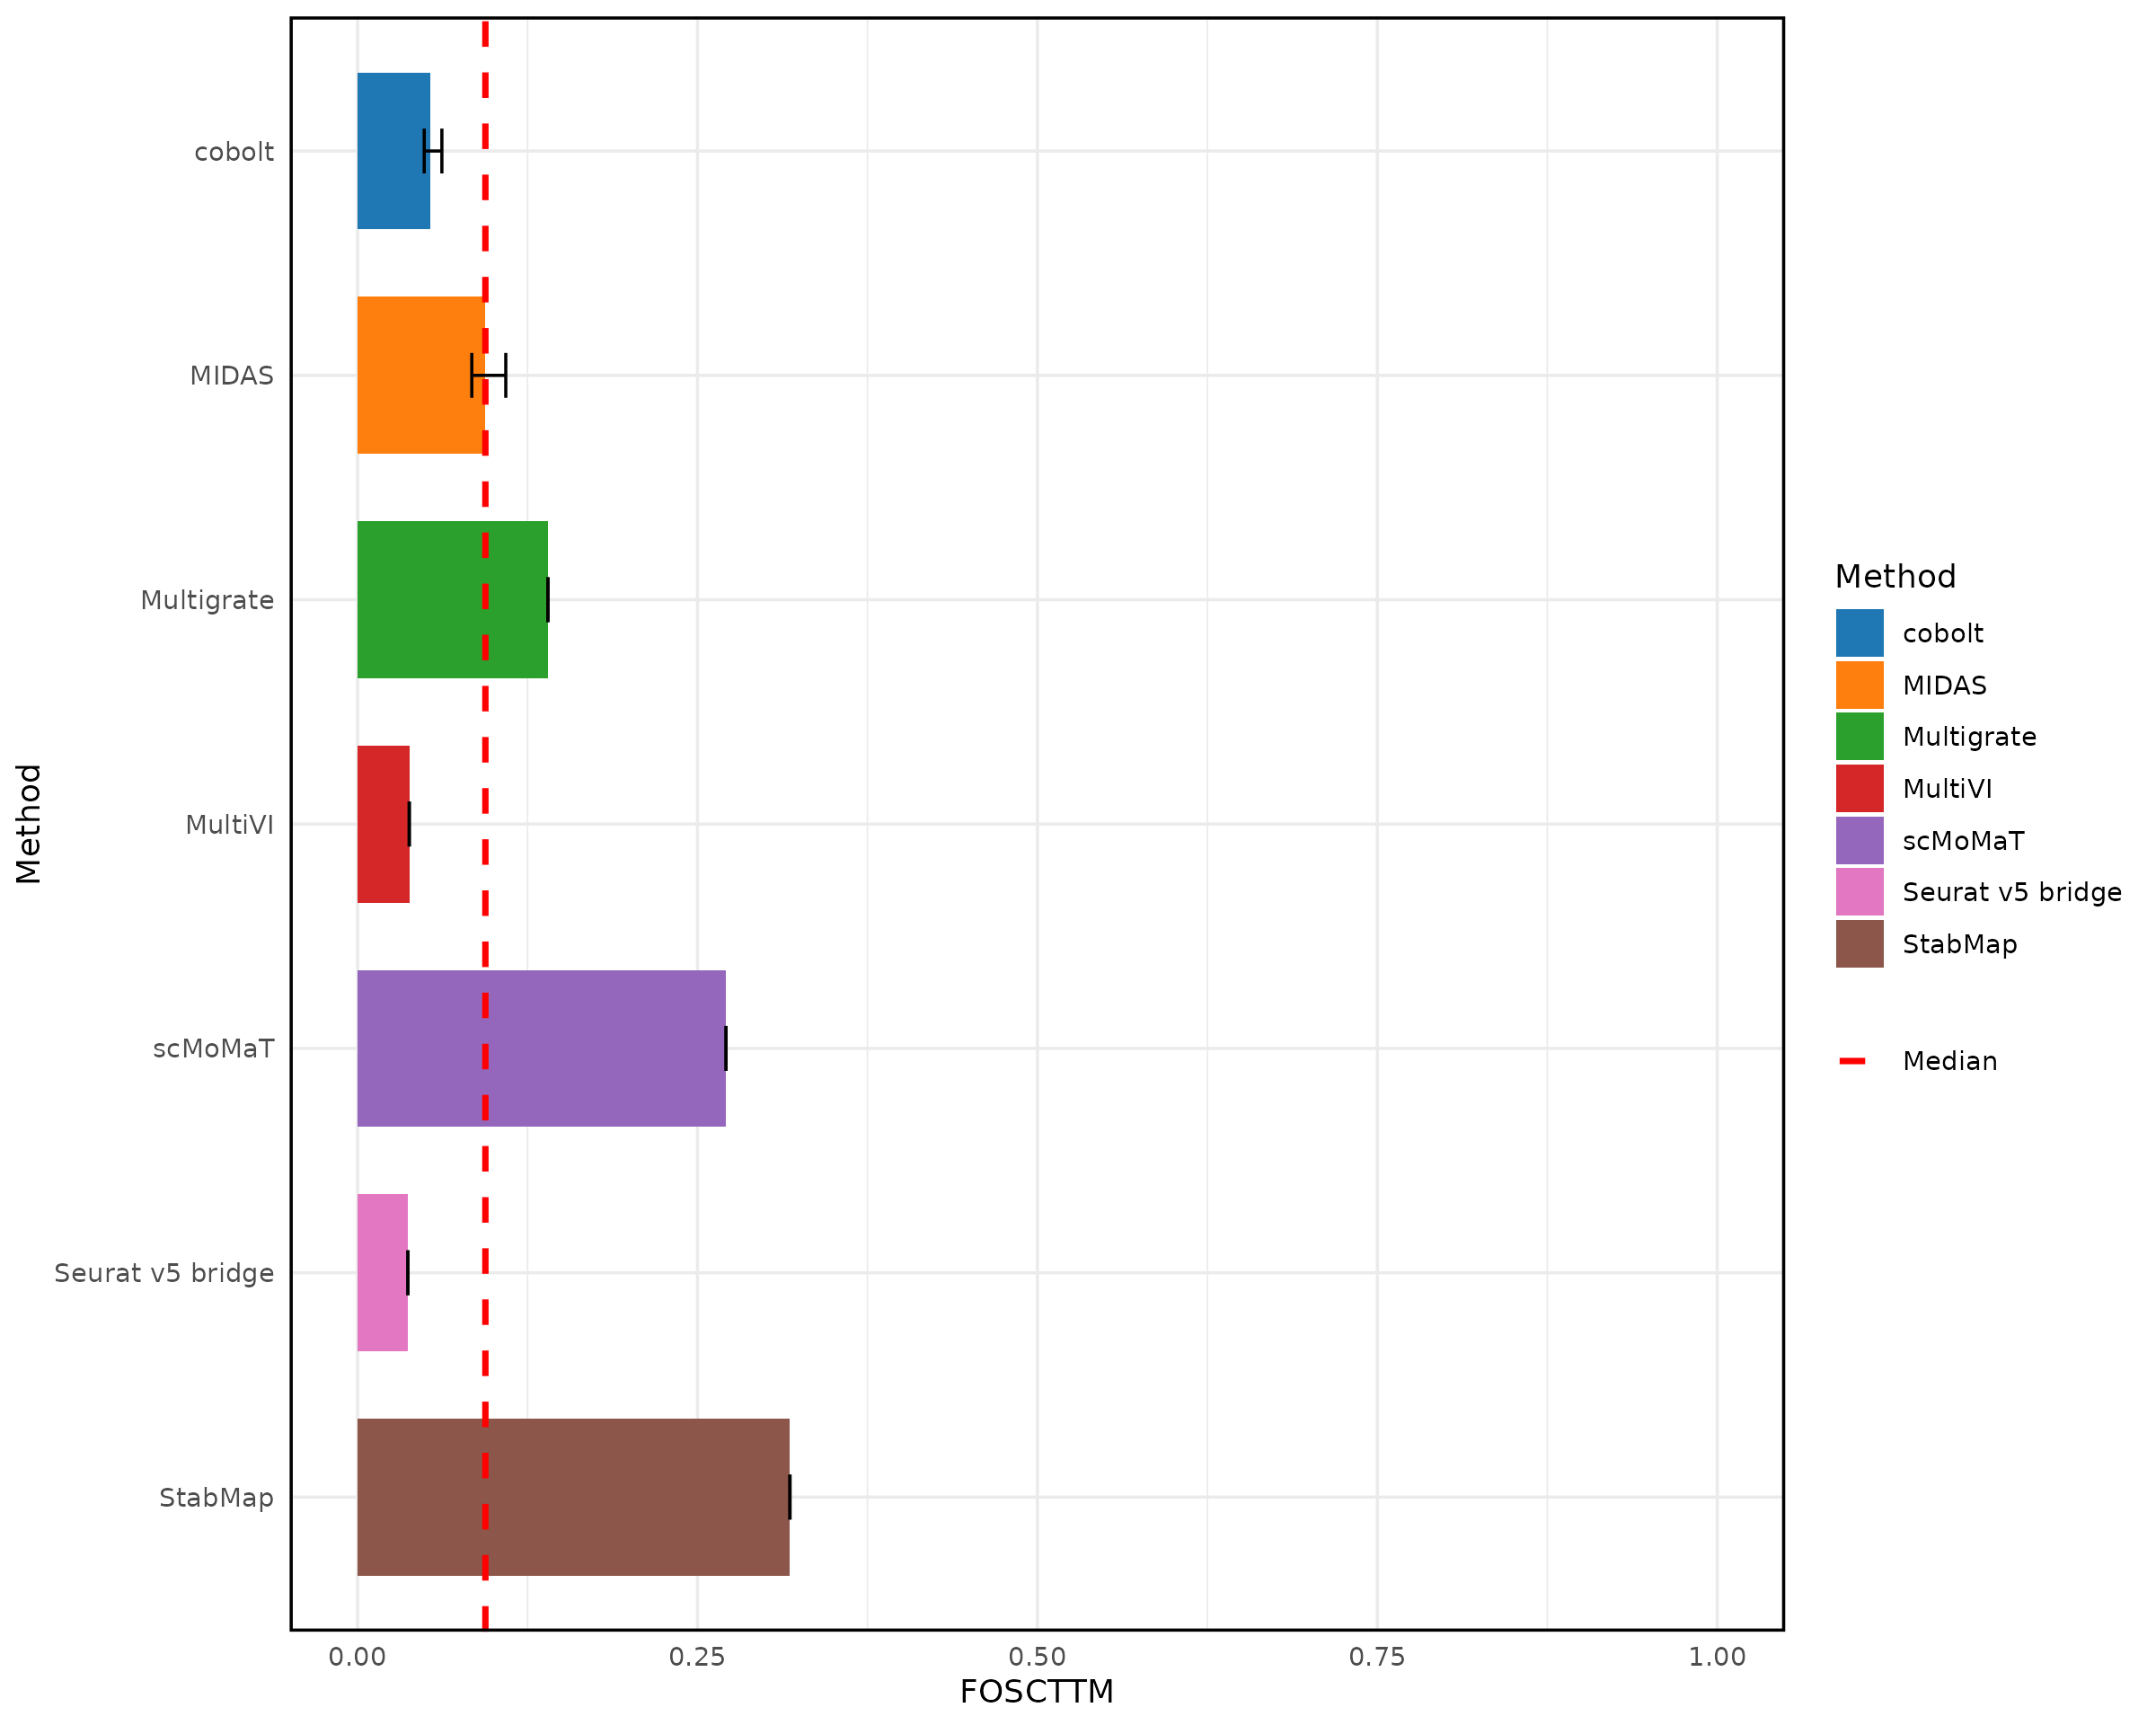 cobolt
MIDAS
Multigrate
MultiVI
scMoMaT
Seurat v5 bridge
StabMap
Method
0.00 0.25 0.50 0.75 1.00
FOSCTTM
Method
cobolt
MIDAS
Multigrate
MultiVI
scMoMaT
Seurat v5 bridge
StabMap
Median